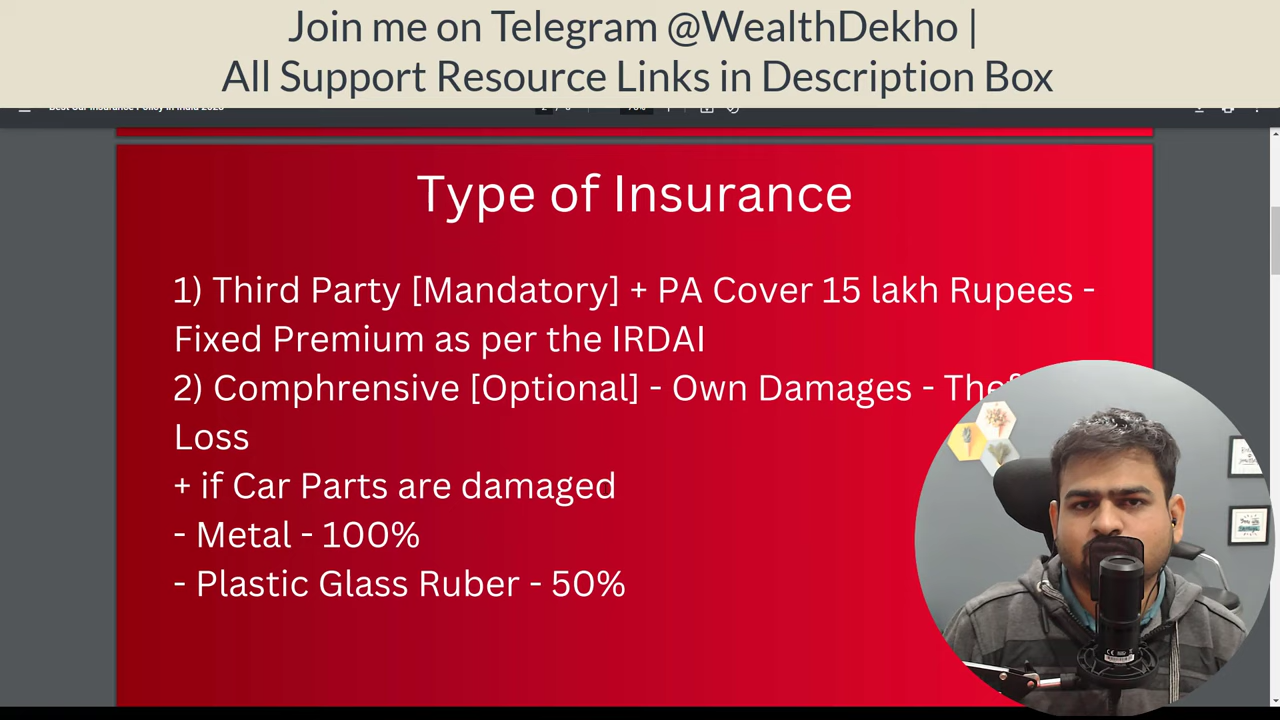 Join me on Telegram @WealthDekho |
All Support Resource Links in Description Box
Type of Insurance
1) Third Party [Mandatory] + PA Cover 15 lakh Rupees -
Fixed Premium as per the IRDAI
2) Comphrensive [Optional] - Own Damages -
Loss
+ if Car Parts are damaged
- Metal - 100%
- Plastic Glass Ruber - 50%